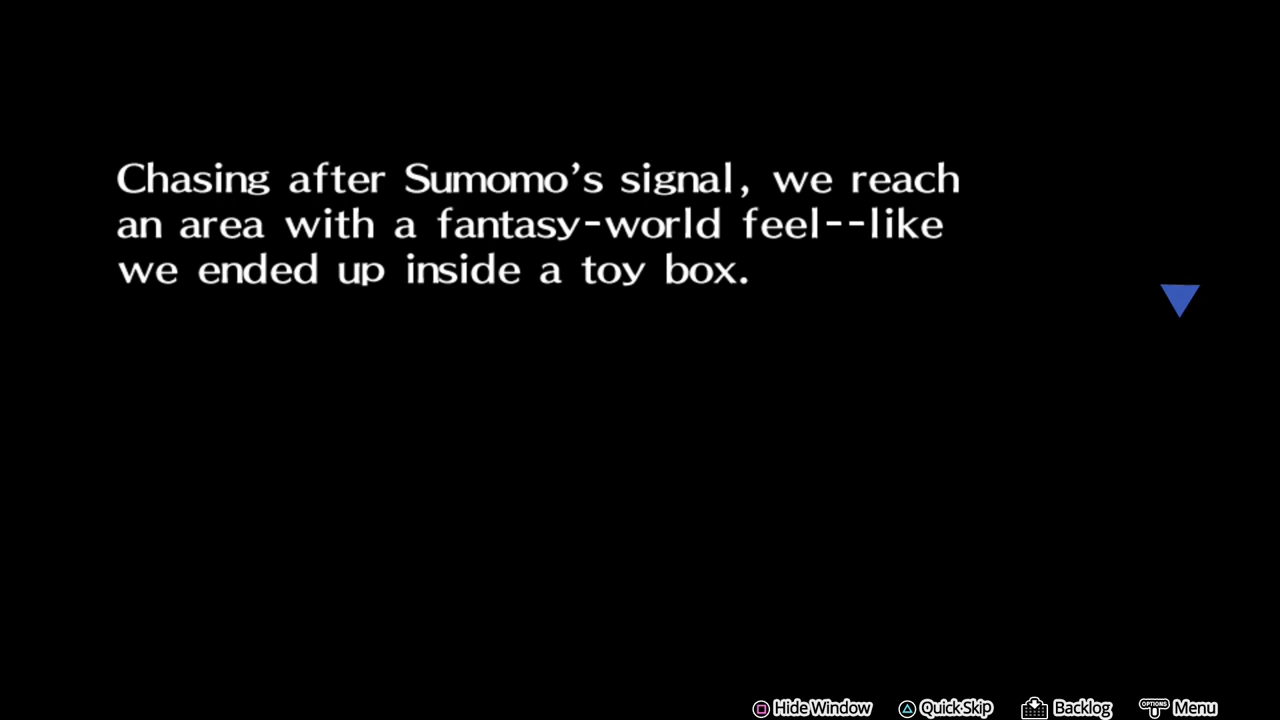 Chasing after Sumomo's signal, we reach
an area with a fantasy-world feel--like
we ended up inside a toy box.
Hide Window Quick Skip Backlog OPTIONS Menu